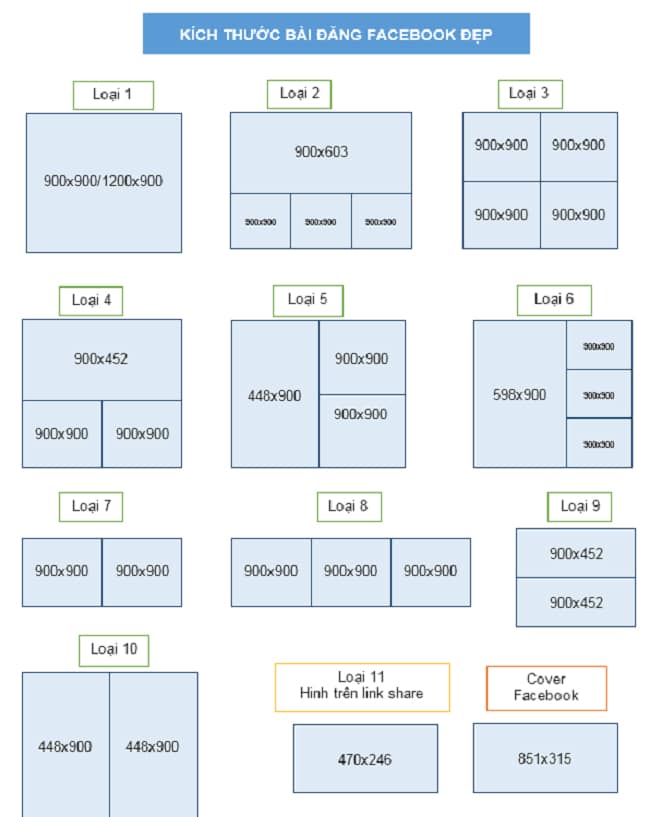 KÍCH THƯỚC BÀI ĐĂNG FACEBOOK ĐẸP
Loại 1
900x900/1200x900
Loại 2
900x603
900x900
900x900
900x900
Loại 3
900x900
900x900
900x900
900x900
Loại 4
900x452
900x900
900x900
Loại 5
448x900
900x900
900x900
Loại 6
598x900
900x900
900x900
900x900
Loại 7
900x900
900x900
Loại 8
900x900
900x900
900x900
Loại 9
900x452
900x452
Loại 10
448x900
448x900
Loại 11
Hình trên link share
470x246
Cover
Facebook
851x315